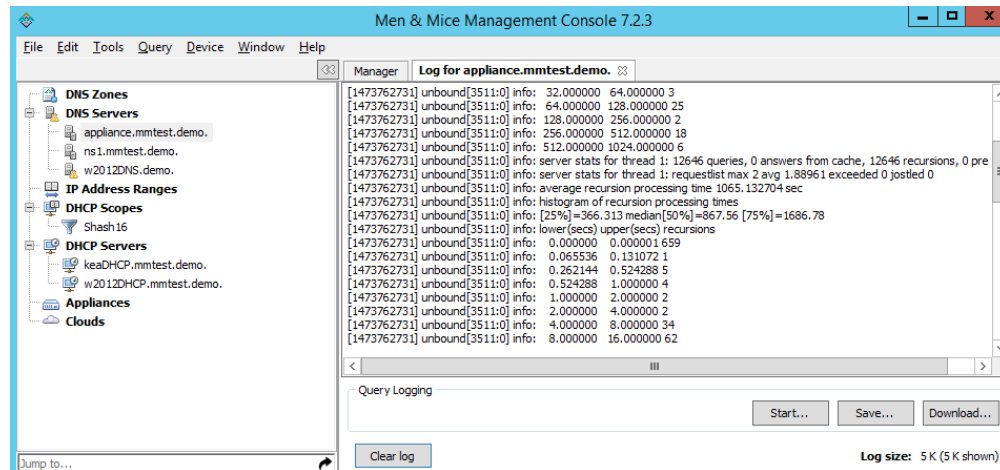 Men & Mice Management Console 7.2.3
File Edit Tools Query Device Window Help
Manager
Log for appliance.mmtest.demo.
DNS Zones
DNS Servers
appliance.mmtest.demo.
ns1.mmtest.demo.
w2012DNS.demo.
IP Address Ranges
DHCP Scopes
Shash16
DHCP Servers
keaDHCP.mmtest.demo.
w2012DHCP.mmtest.demo.
Appliances
Clouds
Jump to...
[1473762731] unbound[3511:0] info: 32.000000 64.000000 3
[1473762731] unbound[3511:0] info: 64.000000 128.000000 25
[1473762731] unbound[3511:0] info: 128.000000 256.000000 2
[1473762731] unbound[3511:0] info: 256.000000 512.000000 18
[1473762731] unbound[3511:0] info: 512.000000 1024.000000 6
[1473762731] unbound[3511:0] info: server stats for thread 1: 12646 queries, 0 answers from cache, 12646 recursions, 0 pre
[1473762731] unbound[3511:0] info: server stats for thread 1: requestlist max 2 avg 1.88961 exceeded 0 jostled 0
[1473762731] unbound[3511:0] info: average recursion processing time 1065.132704 sec
[1473762731] unbound[3511:0] info: histogram of recursion processing times
[1473762731] unbound[3511:0] info: [25%]=366.313 median[50%]=867.56 [75%]=1686.78
[1473762731] unbound[3511:0] info: lower(secs) upper(secs) recursions
[1473762731] unbound[3511:0] info: 0.000000 0.000001 659
[1473762731] unbound[3511:0] info: 0.065536 0.131072 1
[1473762731] unbound[3511:0] info: 0.262144 0.524288 5
[1473762731] unbound[3511:0] info: 0.524288 1.000000 4
[1473762731] unbound[3511:0] info: 1.000000 2.000000 2
[1473762731] unbound[3511:0] info: 2.000000 4.000000 2
[1473762731] unbound[3511:0] info: 4.000000 8.000000 34
[1473762731] unbound[3511:0] info: 8.000000 16.000000 62
Query Logging
Start... Save... Download...
Clear log
Log size: 5 K (5 K shown)